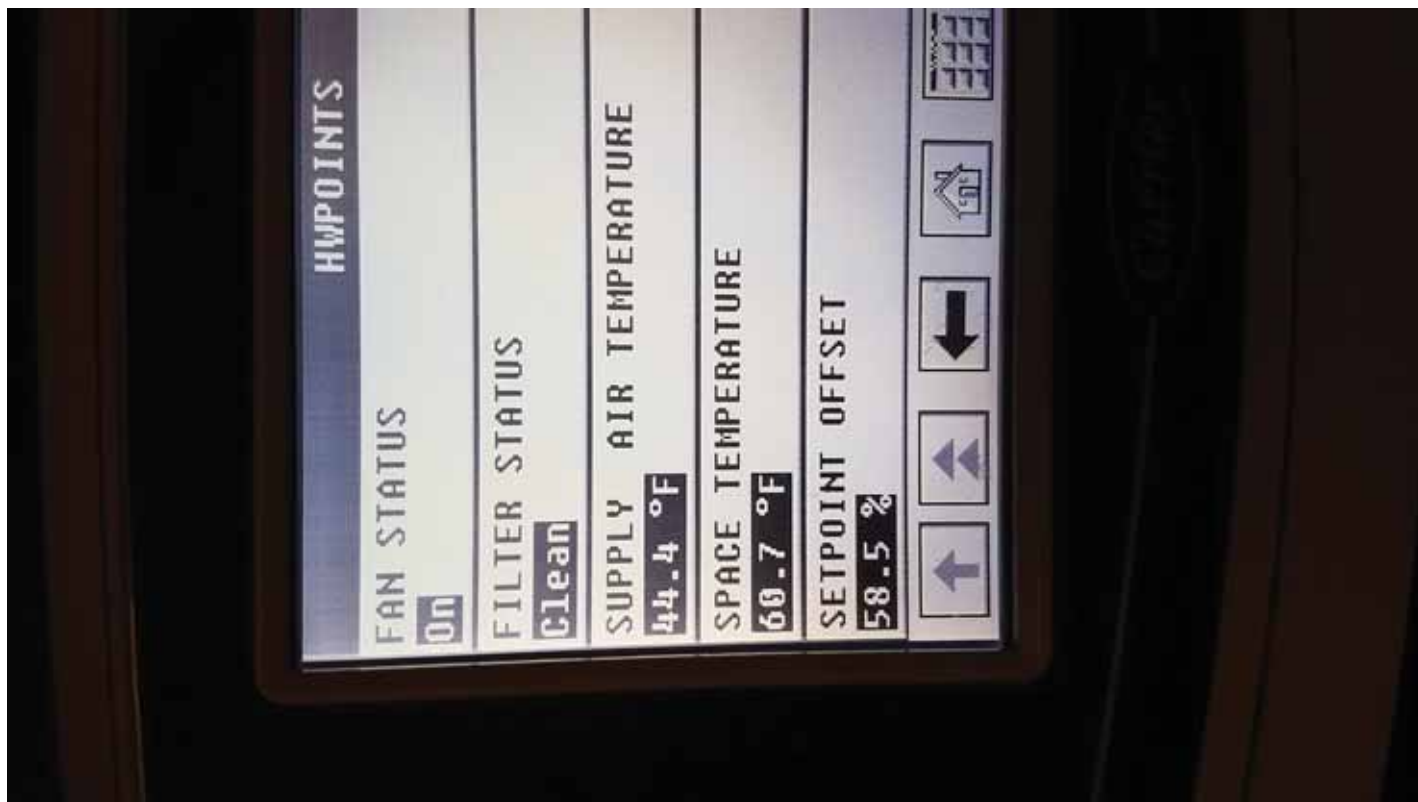 HWPOINTS
FAN STATUS
On
FILTER STATUS
Clean
SUPPLY AIR TEMPERATURE
44.4 °F
SPACE TEMPERATURE
60.7 °F
SETPOINT OFFSET
58.5 %
Carrier